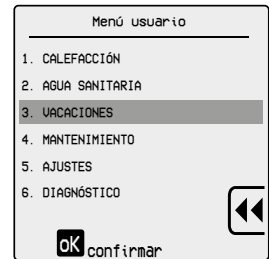 Menú usuario
1. CALEFACCIÓN
2. AGUA SANITARIA
3. VACACIONES
4. MANTENIMIENTO
5. AJUSTES
6. DIAGNÓSTICO
OK confirmar